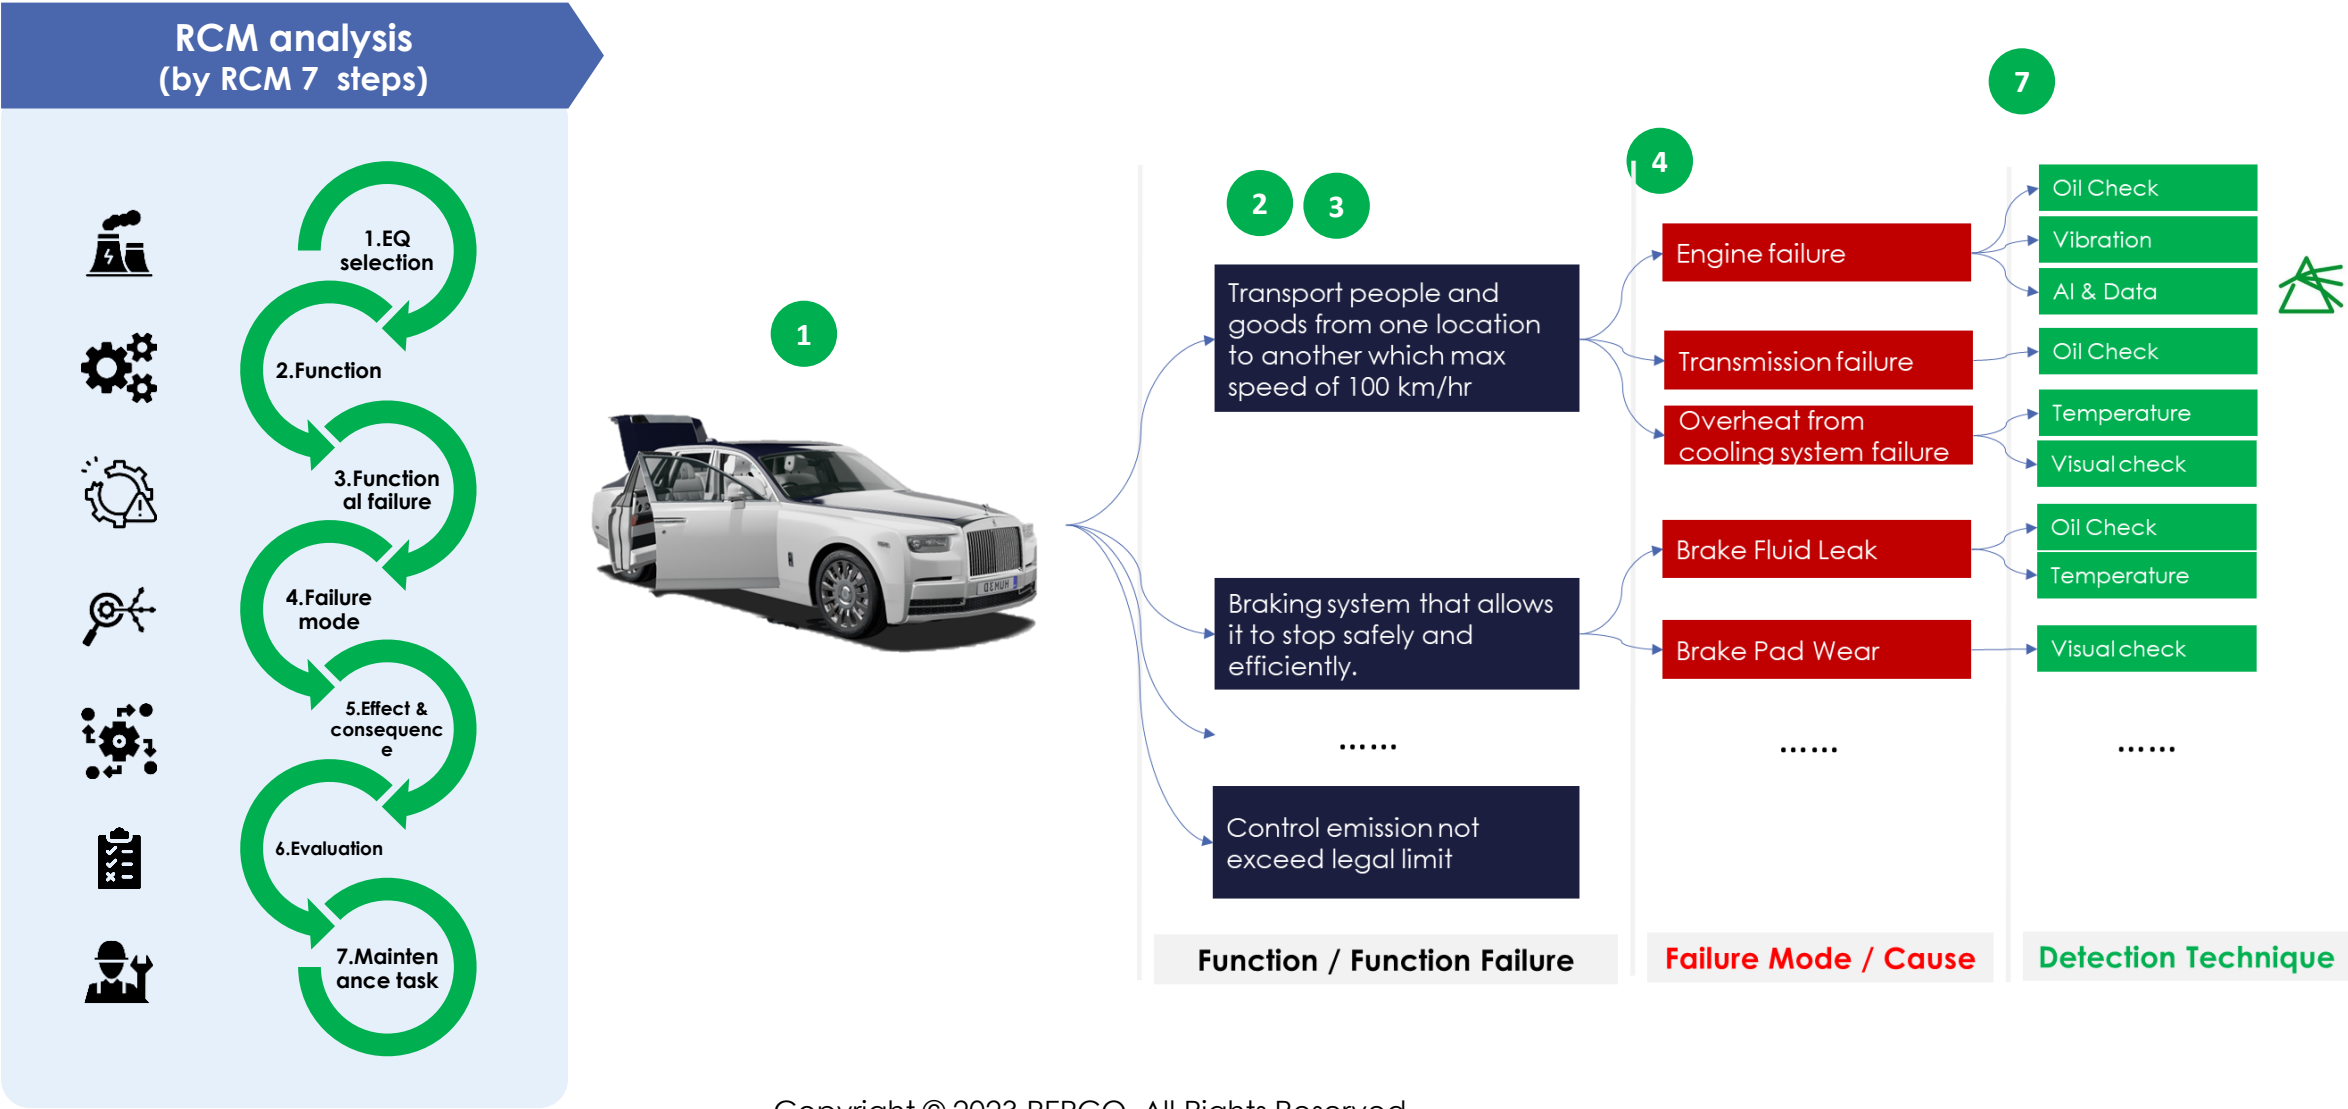 RCM analysis
(by RCM 7 steps)
1.EQ
selection
2.Function
3.Function
al failure
4.Failure
mode
5.Effect &
consequenc
e
6.Evaluation
7.Mainten
ance task
1
2
3
4
7
Transport people and
goods from one location
to another which max
speed of 100 km/hr
Braking system that allows
it to stop safely and
efficiently.
......
Control emission not
exceed legal limit
Function / Function Failure
Engine failure
Transmission failure
Overheat from
cooling system failure
Brake Fluid Leak
Brake Pad Wear
......
Failure Mode / Cause
Oil Check
Vibration
AI & Data
Oil Check
Temperature
Visual check
Oil Check
Temperature
Visual check
......
Detection Technique
Copyright © 2023 All Rights Reserved